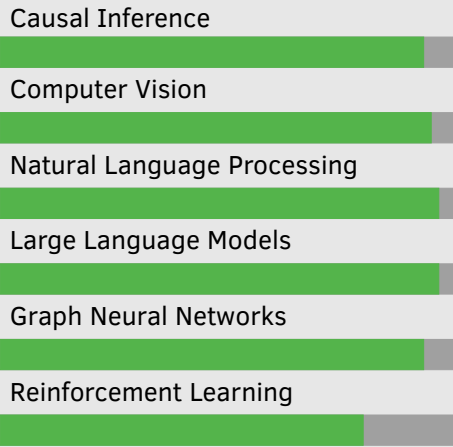 Causal Inference
Computer Vision
Natural Language Processing
Large Language Models
Graph Neural Networks
Reinforcement Learning